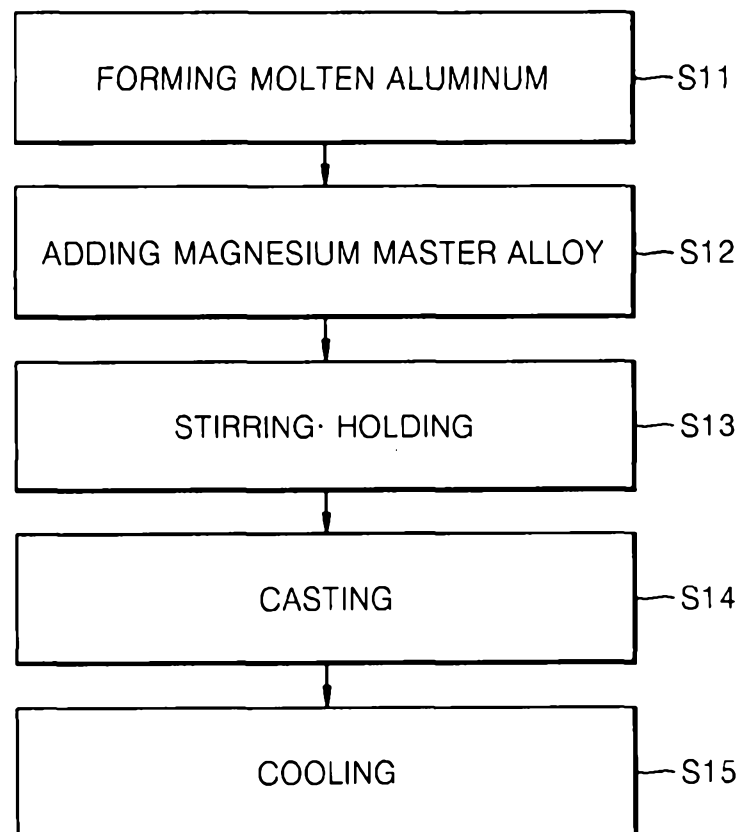 FORMING MOLTEN ALUMINUM S11
ADDING MAGNESIUM MASTER ALLOY S12
STIRRING· HOLDING S13
CASTING S14
COOLING S15